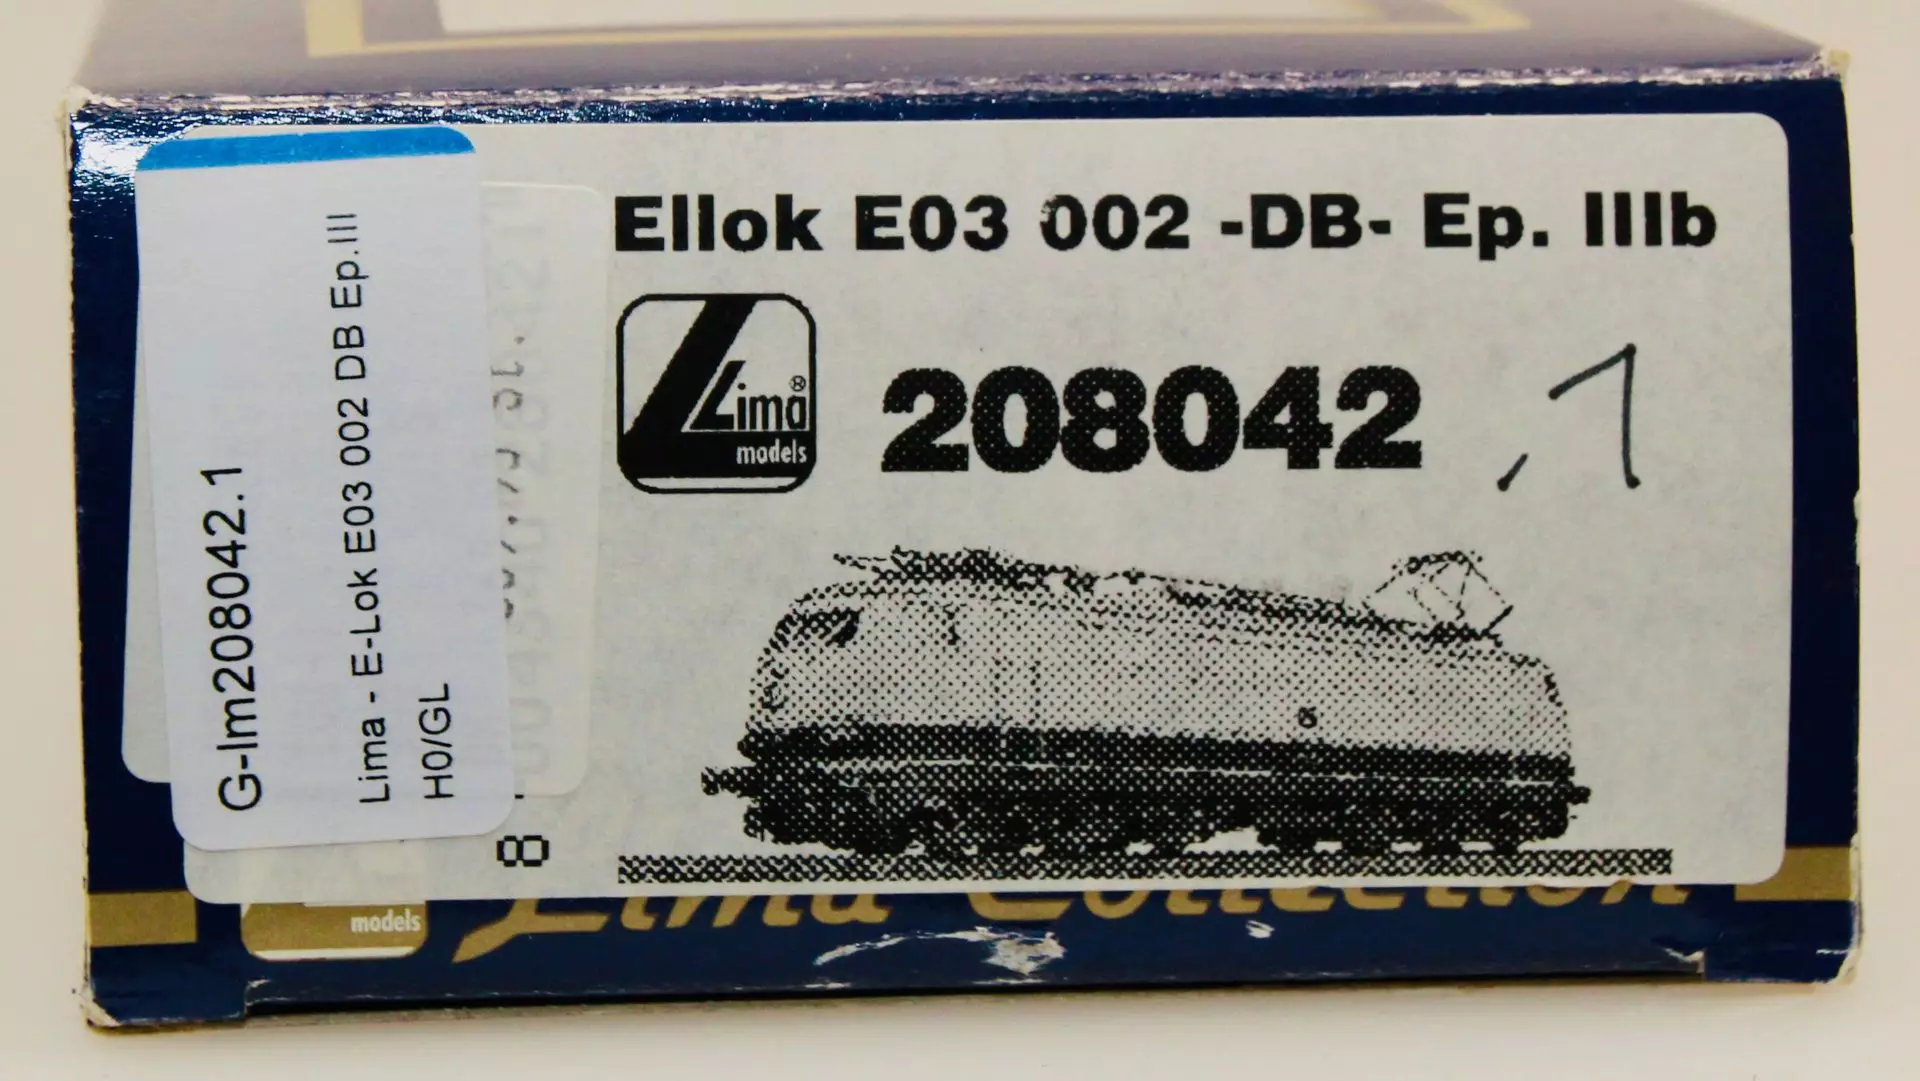 Ellok E03 002 -DB- Ep. IIIb
Lima®
models
208042 .1
G-lm208042.1
Lima - E-Lok E03 002 DB Ep.III
H0/GL
8
models
Lima Collection